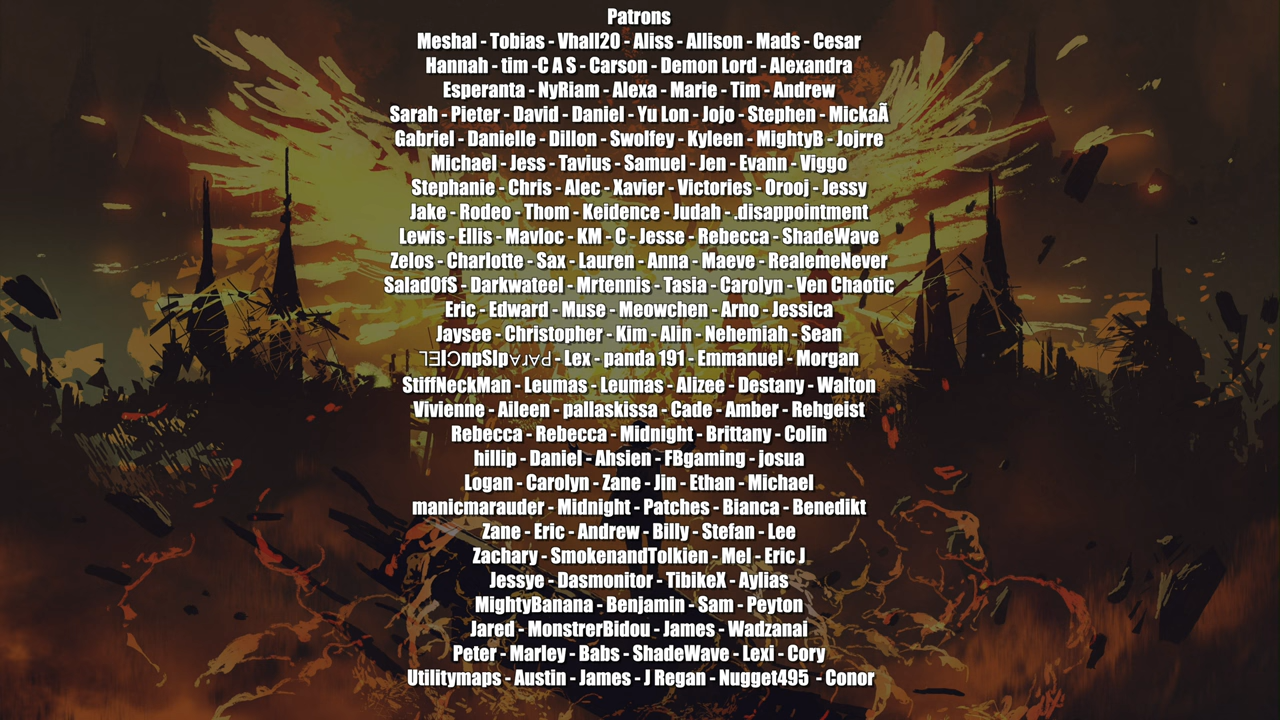 Patrons
Meshal - Tobias - Vhall20 - Aliss - Allison - Mads - Cesar
Hannah - tim -C A S - Carson - Demon Lord - Alexandra
Esperanta - NyRiam - Alexa - Marie - Tim - Andrew
Sarah - Pieter - David - Daniel - Yu Lon - Jojo - Stephen - MickaÃ
Gabriel - Danielle - Dillon - Swolfey - Kyleen - MightyB - Jojrre
Michael - Jess - Tavius - Samuel - Jen - Evann - Viggo
Stephanie - Chris - Alec - Xavier - Victories - Orooj - Jessy
Jake - Rodeo - Thom - Keidence - Judah - .disappointment
Lewis - Ellis - Mavloc - KM - C - Jesse - Rebecca - ShadeWave
Zelos - Charlotte - Sax - Lauren - Anna - Maeve - RealemeNever
SaladOfS - Darkwateel - Mrtennis - Tasia - Carolyn - Ven Chaotic
Eric - Edward - Muse - Meowchen - Arno - Jessica
Jaysee - Christopher - Kim - Alin - Nehemiah - Sean
- Lex - panda 191 - Emmanuel - Morgan
StiffNeckMan - Leumas - Leumas - Alizee - Destany - Walton
Vivienne - Aileen - pallaskissa - Cade - Amber - Rehgeist
Rebecca - Rebecca - Midnight - Brittany - Colin
hillip - Daniel - Ahsien - FBgaming - josua
Logan - Carolyn - Zane - Jin - Ethan - Michael
manicmarauder - Midnight - Patches - Bianca - Benedikt
Zane - Eric - Andrew - Billy - Stefan - Lee
Zachary - SmokenandTolkien - Mel - Eric J
Jessye - Dasmonitor - TibikeX - Aylias
MightyBanana - Benjamin - Sam - Peyton
Jared - MonstrerBidou - James - Wadzanai
Peter - Marley - Babs - ShadeWave - Lexi - Cory
Utilitymaps - Austin - James - J Regan - Nugget495 - Conor